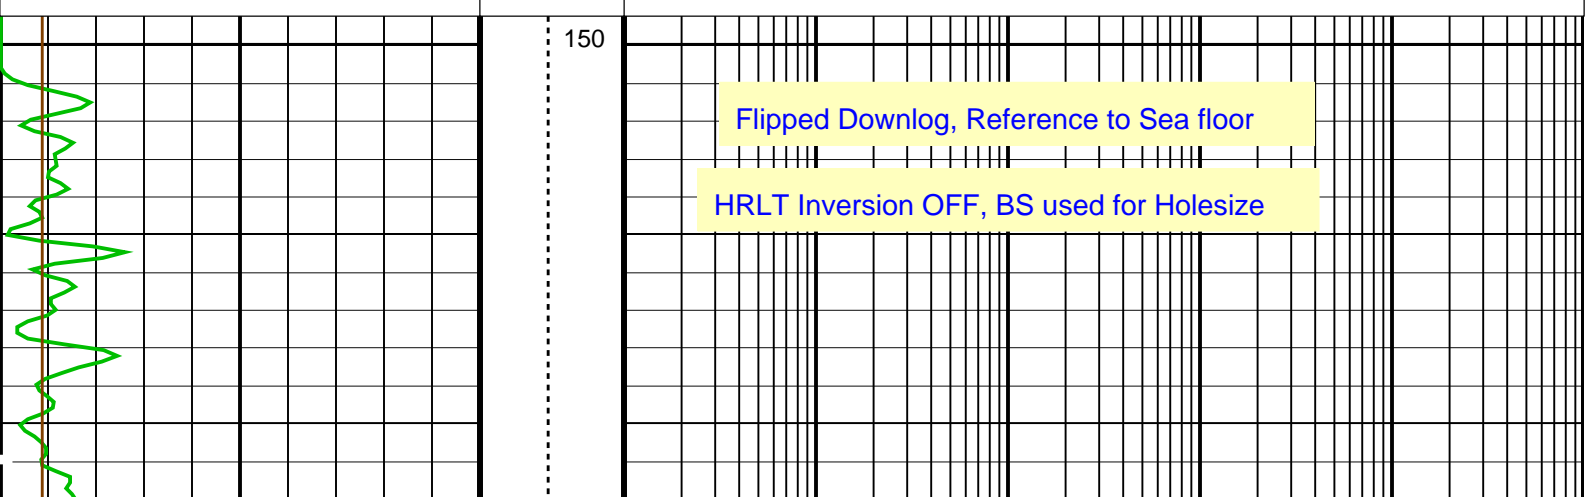 150
Flipped Downlog, Reference to Sea floor
HRLT Inversion OFF, BS used for Holesize